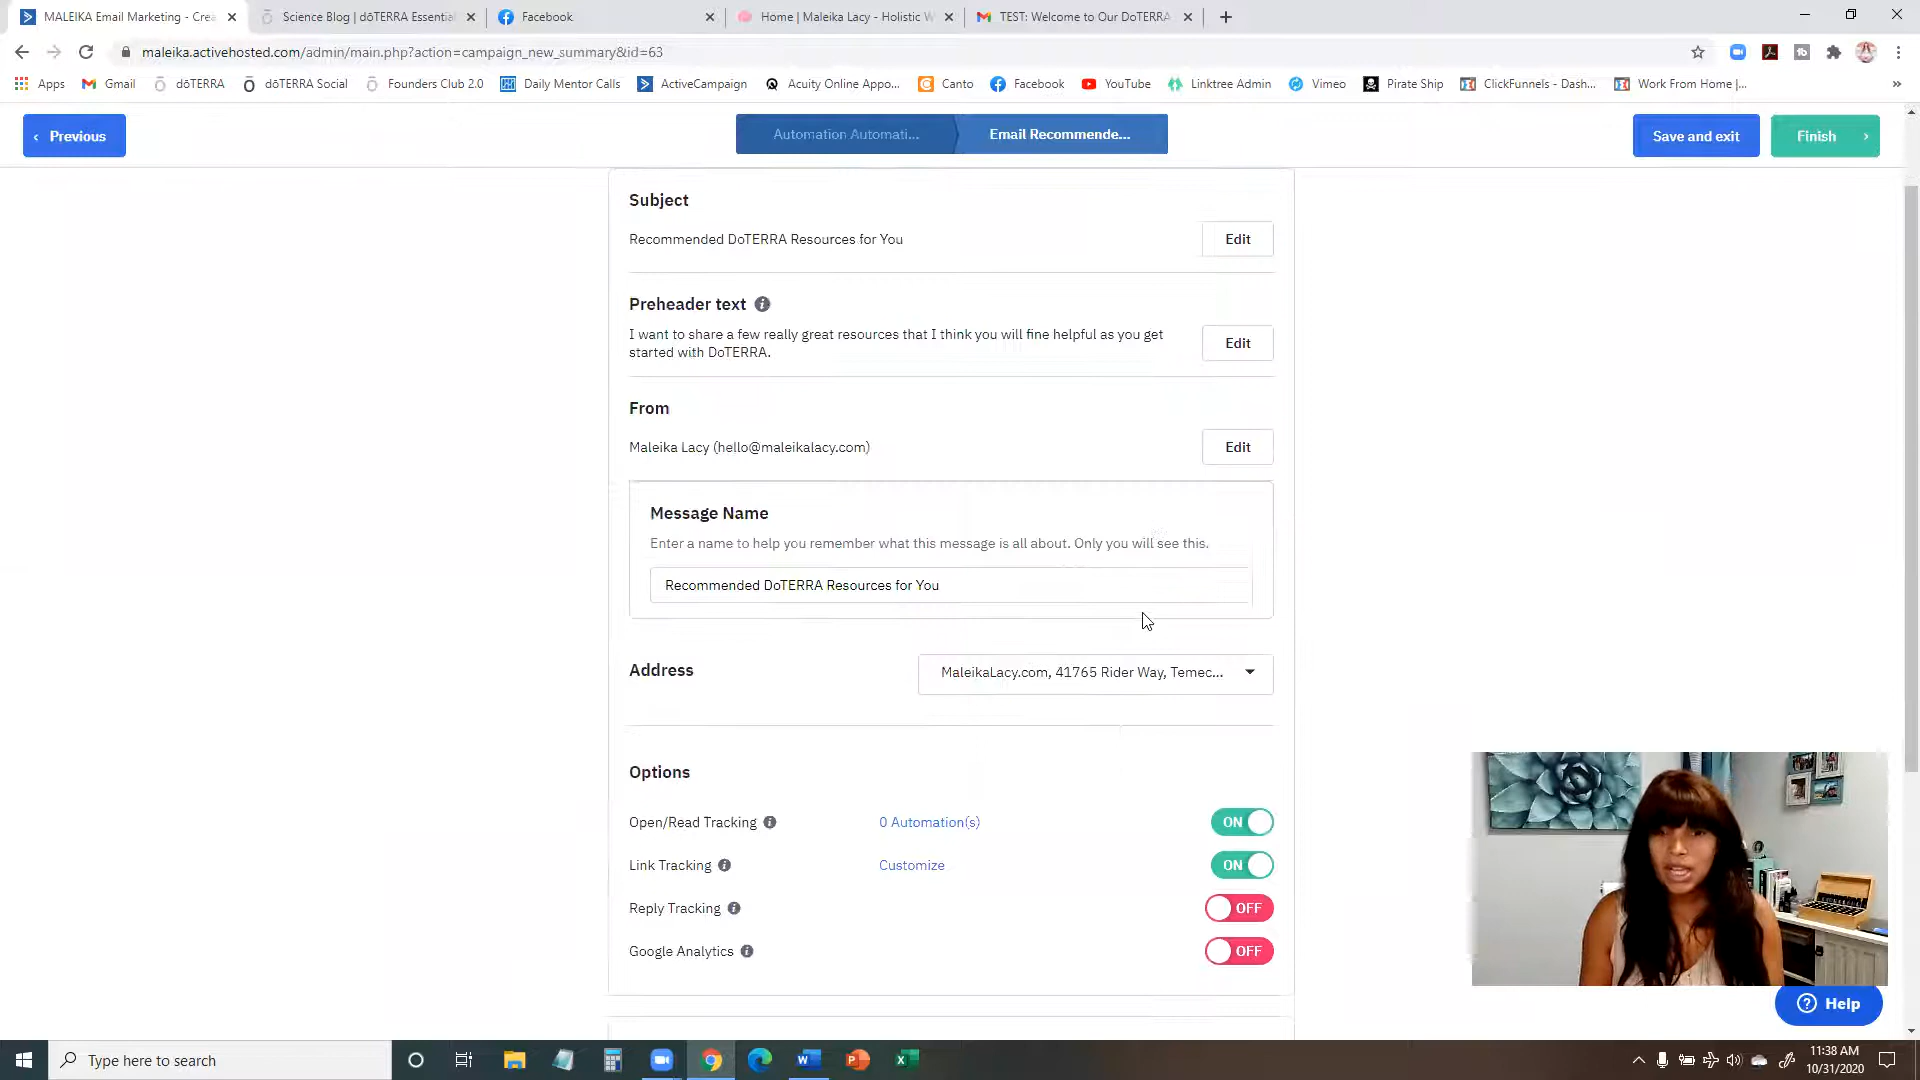 MALEIKA Email Marketing - Crea
Science Blog | dōTERRA Essential
Facebook
Home | Maleika Lacy - Holistic W
TEST: Welcome to Our DoTERRA
maleika.activehosted.com/admin/main.php?action=campaign_new_summary&id=63
Apps
Gmail
dōTERRA
dōTERRA Social
Founders Club 2.0
Daily Mentor Calls
ActiveCampaign
Acuity Online Appo...
Canto
Facebook
YouTube
Linktree Admin
Vimeo
Pirate Ship
ClickFunnels - Dash...
Work From Home |...
»
‹ Previous
Automation Automati...
Email Recommende...
Save and exit
Finish ›
Subject
Recommended DoTERRA Resources for You
Edit
Preheader text
I want to share a few really great resources that I think you will fine helpful as you get
started with DoTERRA.
Edit
From
Maleika Lacy (hello@maleikalacy.com)
Edit
Message Name
Enter a name to help you remember what this message is all about. Only you will see this.
Recommended DoTERRA Resources for You
Address
MaleikaLacy.com, 41765 Rider Way, Temec...
Options
Open/Read Tracking
0 Automation(s)
ON
Link Tracking
Customize
ON
Reply Tracking
OFF
Google Analytics
OFF
Help
Type here to search
11:38 AM
10/31/2020